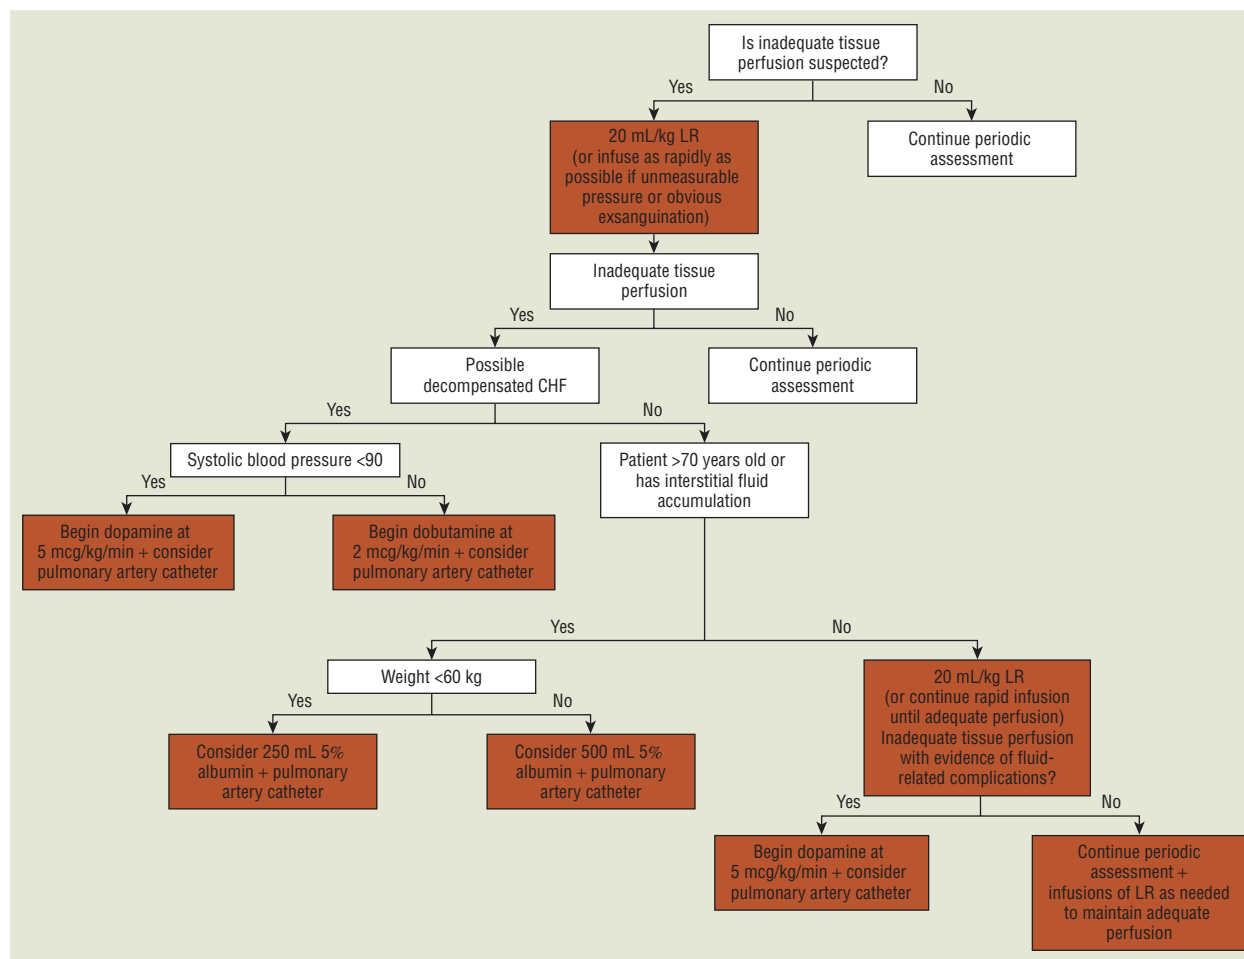 Is inadequate tissue
perfusion suspected?
Yes
No
20 mL/kg LR
(or infuse as rapidly as
possible if unmeasurable
pressure or obvious
exsanguination)
Continue periodic
assessment
Inadequate tissue
perfusion
Yes
No
Possible
decompensated CHF
Continue periodic
assessment
Yes
No
Systolic blood pressure <90
Patient >70 years old or
has interstitial fluid
accumulation
Yes
No
Begin dopamine at
5 mcg/kg/min + consider
pulmonary artery catheter
Begin dobutamine at
2 mcg/kg/min + consider
pulmonary artery catheter
Yes
No
Weight <60 kg
20 mL/kg LR
(or continue rapid infusion
until adequate perfusion)
Inadequate tissue perfusion
with evidence of fluid-
related complications?
Yes
No
Consider 250 mL 5%
albumin + pulmonary
artery catheter
Consider 500 mL 5%
albumin + pulmonary
artery catheter
Yes
No
Begin dopamine at
5 mcg/kg/min + consider
pulmonary artery catheter
Continue periodic
assessment +
infusions of LR as needed
to maintain adequate
perfusion